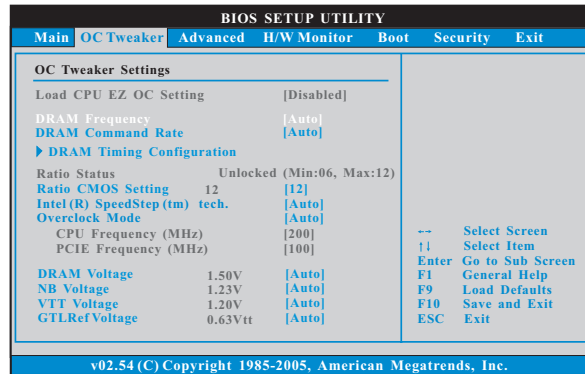 BIOS SETUP UTILITY
Main OC Tweaker Advanced H/W Monitor Boot Security Exit
OC Tweaker Settings
Load CPU EZ OC Setting [Disabled]
DRAM Frequency [Auto]
DRAM Command Rate [Auto]
DRAM Timing Configuration
Ratio Status Unlocked (Min:06, Max:12)
Ratio CMOS Setting 12 [12]
Intel (R) SpeedStep (tm) tech. [Auto]
Overclock Mode [Auto]
CPU Frequency (MHz) [200]
PCIE Frequency (MHz) [100]
DRAM Voltage 1.50V [Auto]
NB Voltage 1.23V [Auto]
VTT Voltage 1.20V [Auto]
GTLRef Voltage 0.63Vtt [Auto]
←→ Select Screen
↑↓ Select Item
Enter Go to Sub Screen
F1 General Help
F9 Load Defaults
F10 Save and Exit
ESC Exit
v02.54 (C) Copyright 1985-2005, American Megatrends, Inc.